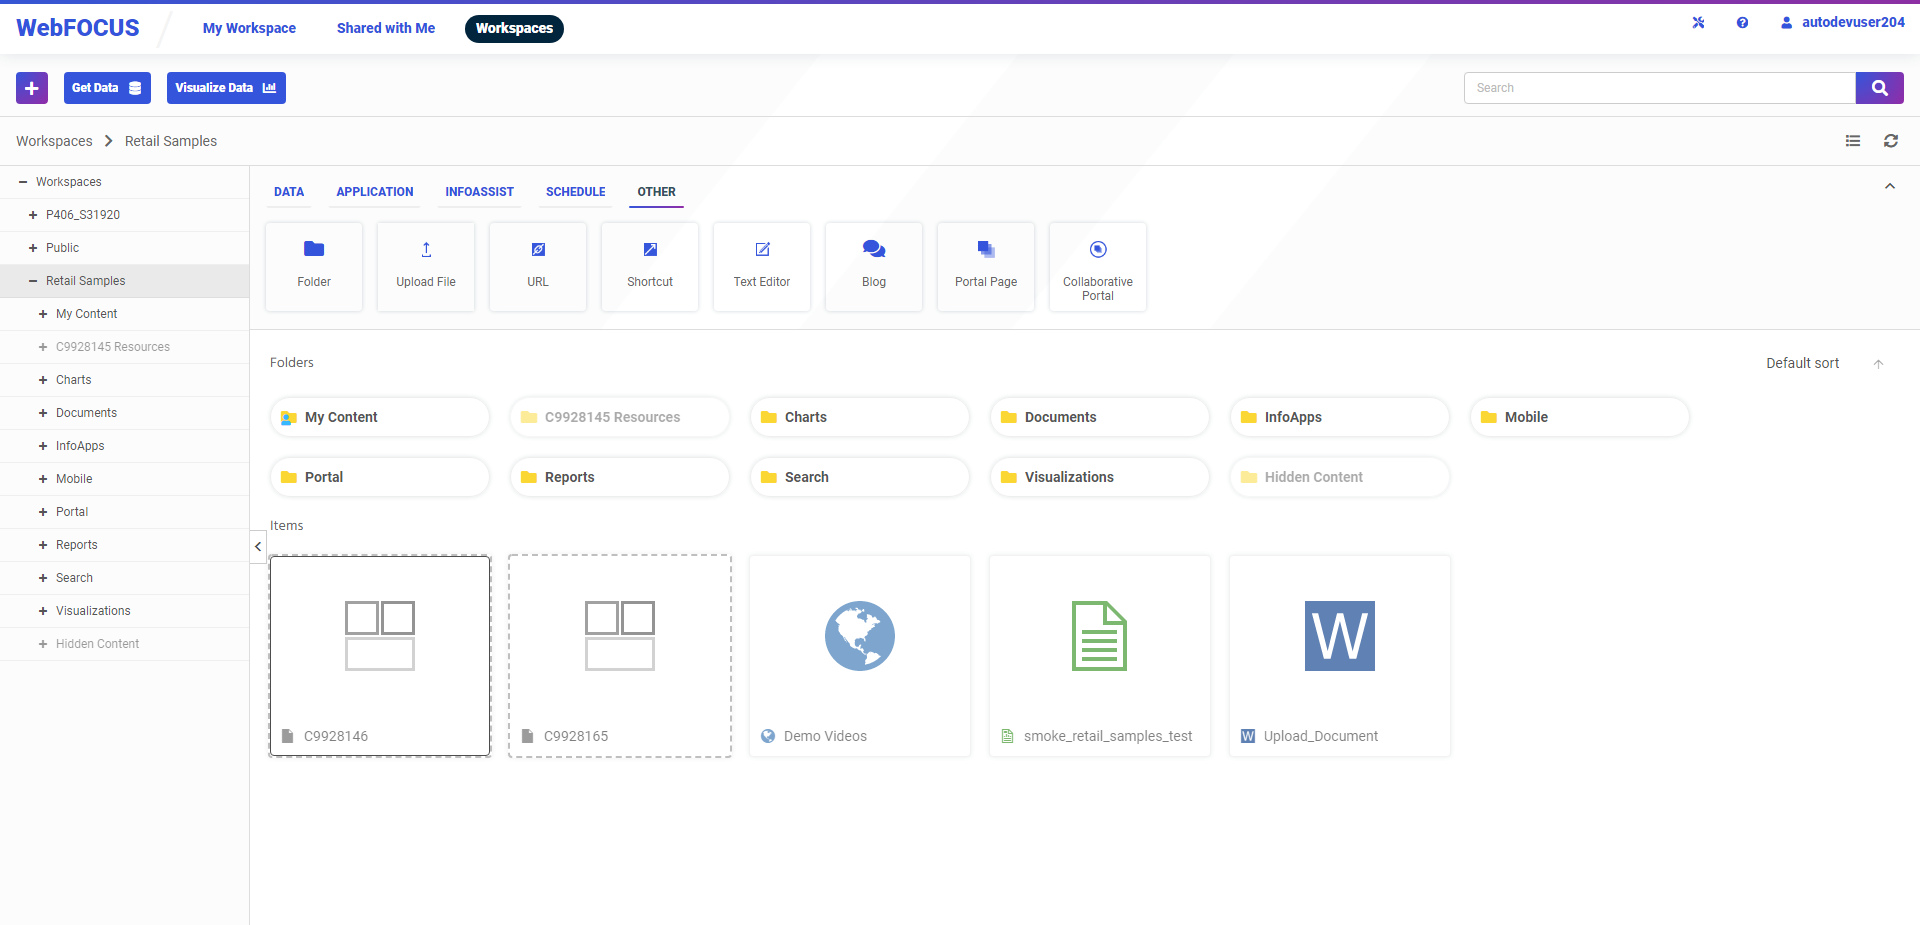 WebFOCUS
My Workspace
Shared with Me
Workspaces
autodevuser204
Get Data
Visualize Data
Search
Workspaces
Retail Samples
Workspaces
P406_S31920
Public
Retail Samples
My Content
C9928145 Resources
Charts
Documents
InfoApps
Mobile
Portal
Reports
Search
Visualizations
Hidden Content
DATA
APPLICATION
INFOASSIST
SCHEDULE
OTHER
Folder
Upload File
URL
Shortcut
Text Editor
Blog
Portal Page
Collaborative
Portal
Folders
Default sort
My Content
C9928145 Resources
Charts
Documents
InfoApps
Mobile
Portal
Reports
Search
Visualizations
Hidden Content
Items
W
C9928146
C9928165
Demo Videos
smoke_retail_samples_test
W
Upload_Document